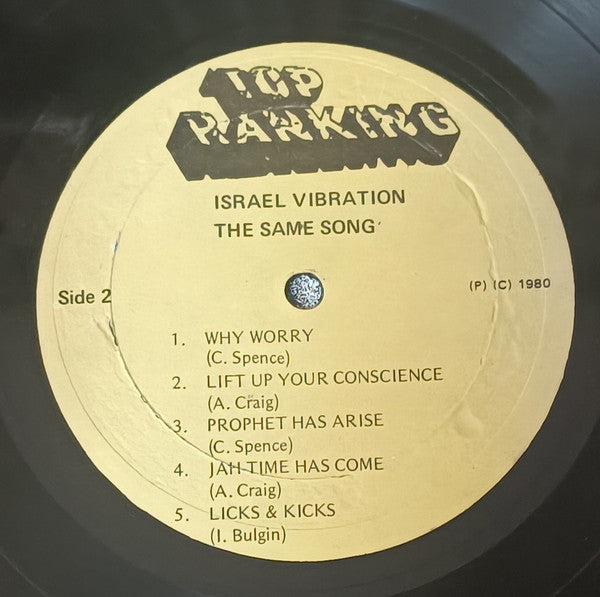 TOP
RANKING
ISRAEL VIBRATION
THE SAME SONG
Side 2
(P) (C) 1980
1. WHY WORRY
(C. Spence)
2. LIFT UP YOUR CONSCIENCE
(A. Craig)
3. PROPHET HAS ARISE
(C. Spence)
4. JAH TIME HAS COME
(A. Craig)
5. LICKS & KICKS
(I. Bulgin)